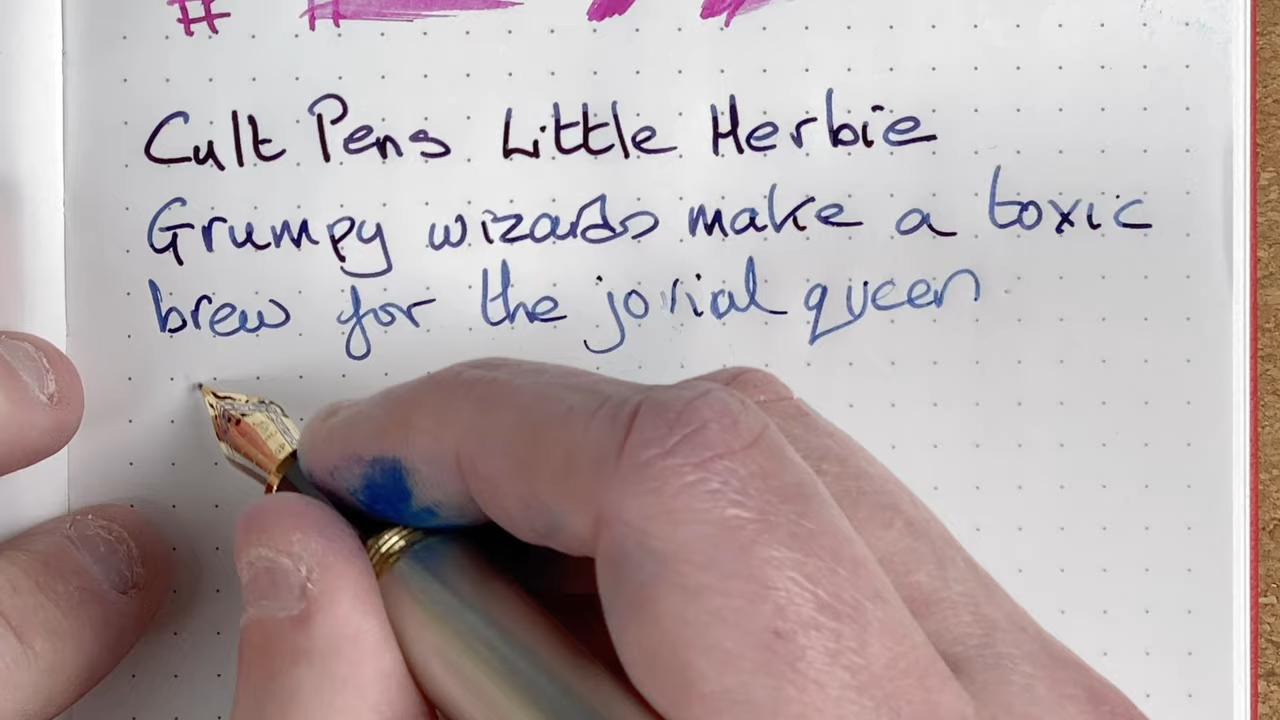 Cult Pens Little Herbie
Grumpy wizards make a toxic
brew for the jovial queen